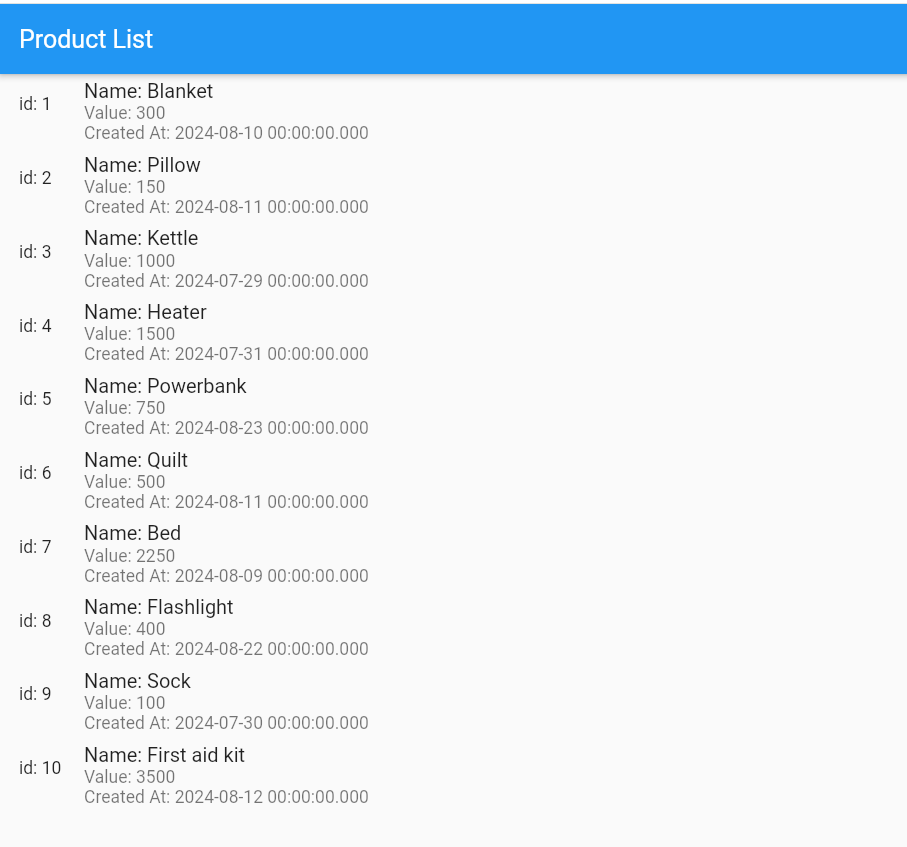 Product List
id: 1
Name: Blanket
Value: 300
Created At: 2024-08-10 00:00:00.000
id: 2
Name: Pillow
Value: 150
Created At: 2024-08-11 00:00:00.000
id: 3
Name: Kettle
Value: 1000
Created At: 2024-07-29 00:00:00.000
id: 4
Name: Heater
Value: 1500
Created At: 2024-07-31 00:00:00.000
id: 5
Name: Powerbank
Value: 750
Created At: 2024-08-23 00:00:00.000
id: 6
Name: Quilt
Value: 500
Created At: 2024-08-11 00:00:00.000
id: 7
Name: Bed
Value: 2250
Created At: 2024-08-09 00:00:00.000
id: 8
Name: Flashlight
Value: 400
Created At: 2024-08-22 00:00:00.000
id: 9
Name: Sock
Value: 100
Created At: 2024-07-30 00:00:00.000
id: 10
Name: First aid kit
Value: 3500
Created At: 2024-08-12 00:00:00.000